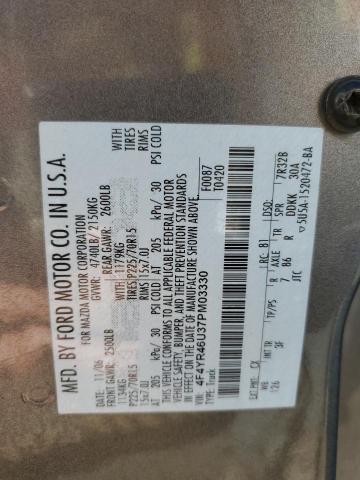 MFD. BY FORD MOTOR CO. IN U.S.A.
FOR MAZDA MOTOR CORPORATION
DATE: 11/06 GVWR: 4740LB/2150KG
FRONT GAWR: 2500LB REAR GAWR: 2600LB
1134KG WITH 1179KG WITH
P225/70R15 TIRES P225/70R15 TIRES
15x7.0J RIMS 15x7.0J RIMS
AT 205 kPa/ 30 PSI COLD AT 205 kPa/ 30 PSI COLD
THIS VEHICLE CONFORMS TO ALL APPLICABLE FEDERAL MOTOR
VEHICLE SAFETY, BUMPER, AND THEFT PREVENTION STANDARDS
IN EFFECT ON THE DATE OF MANUFACTURE SHOWN ABOVE.
4F4YR46U37PM03330 F0087
TYPE: Truck T0420
EXT PNT: CX RC: 81 DSO:
WB INT TR TP/PS R AXLE TR 7R32B
126 3F 7 86 R DDKK 30A
JTC
5U5A-1520472-BA